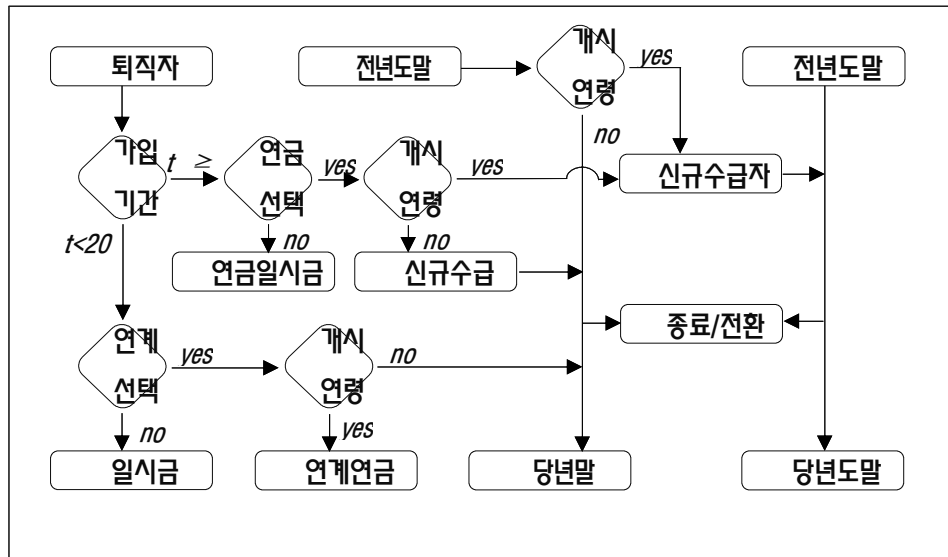 개시
연령
퇴직자
전년도말
yes
전년도말
no
가입
기간
t ≥
연금
선택
yes
개시
연령
yes
신규수급자
t<20
no
연금일시금
no
신규수급
종료/전환
연계
선택
yes
개시
연령
no
no
일시금
yes
연계연금
당년말
당년도말